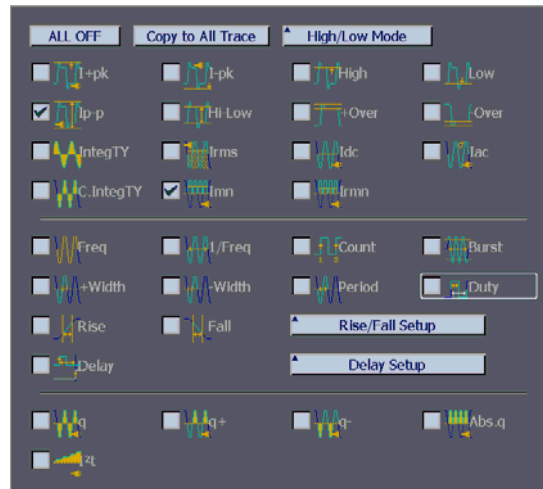 ALL OFF Copy to All Trace High/Low Mode
I+pk I-pk High Low
Ip-p Hi-Low +Over -Over
IntegTY Irms Idc Iac
C.IntegTY Imn Irmn
Freq 1/Freq Count Burst
+Width -Width Period Duty
Rise Fall Rise/Fall Setup
Delay Delay Setup
q q+ q- Abs.q
I²t